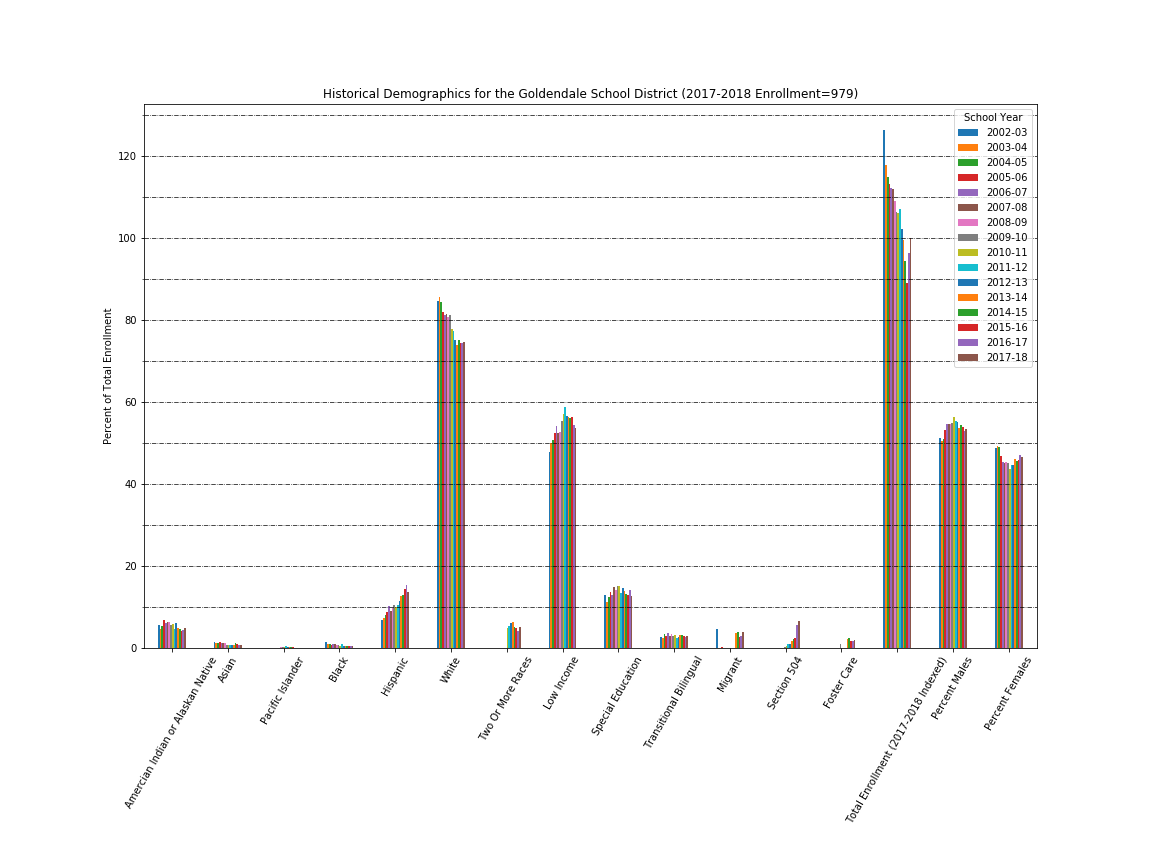 Historical Demographics for the Goldendale School District (2017-2018 Enrollment=979)
Percent of Total Enrollment
120
100
80
60
40
20
0
School Year
2002-03
2003-04
2004-05
2005-06
2006-07
2007-08
2008-09
2009-10
2010-11
2011-12
2012-13
2013-14
2014-15
2015-16
2016-17
2017-18
Amercian Indian or Alaskan Native
Asian
Pacific Islander
Black
Hispanic
White
Two Or More Races
Low Income
Special Education
Transitional Bilingual
Migrant
Section 504
Foster Care
Total Enrollment (2017-2018 Indexed)
Percent Males
Percent Females